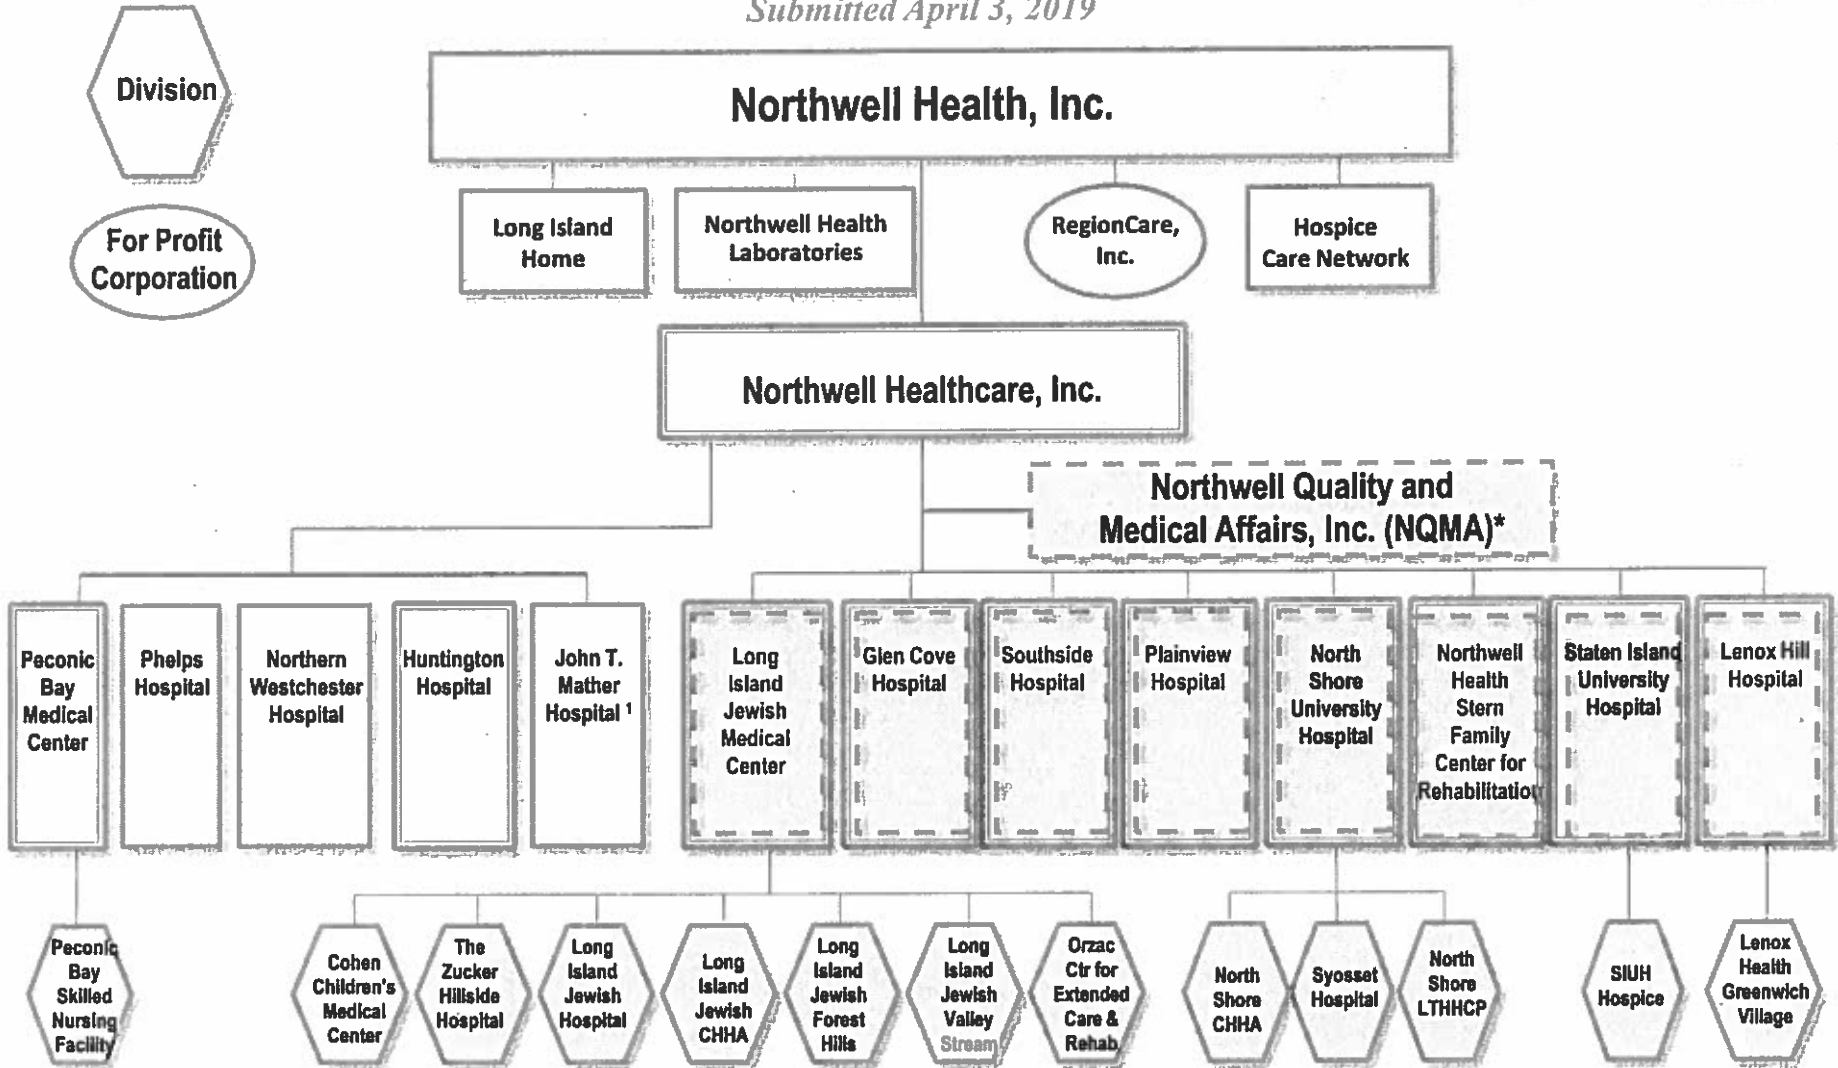 Submitted April 3, 2019
Division
Northwell Health, Inc.
For Profit
Corporation
Long Island
Home
Northwell Health
Laboratories
RegionCare,
Inc.
Hospice
Care Network
Northwell Healthcare, Inc.
Northwell Quality and
Medical Affairs, Inc. (NQMA)*
Peconic
Bay
Medical
Center
Phelps
Hospital
Northern
Westchester
Hospital
Huntington
Hospital
John T.
Mather
Hospital ¹
Long
Island
Jewish
Medical
Center
Glen Cove
Hospital
Southside
Hospital
Plainview
Hospital
North
Shore
University
Hospital
Northwell
Health
Stern
Family
Center for
Rehabilitation
Staten Island
University
Hospital
Lenox Hill
Hospital
Peconic
Bay
Skilled
Nursing
Facility
Cohen
Children's
Medical
Center
The
Zucker
Hillside
Hospital
Long
Island
Jewish
Hospital
Long
Island
Jewish
CHHA
Long
Island
Jewish
Forest
Hills
Long
Island
Jewish
Valley
Stream
Orzac
Ctr for
Extended
Care &
Rehab
North
Shore
CHHA
Syosset
Hospital
North
Shore
LTHHCP
SIUH
Hospice
Lenox
Health
Greenwich
Village